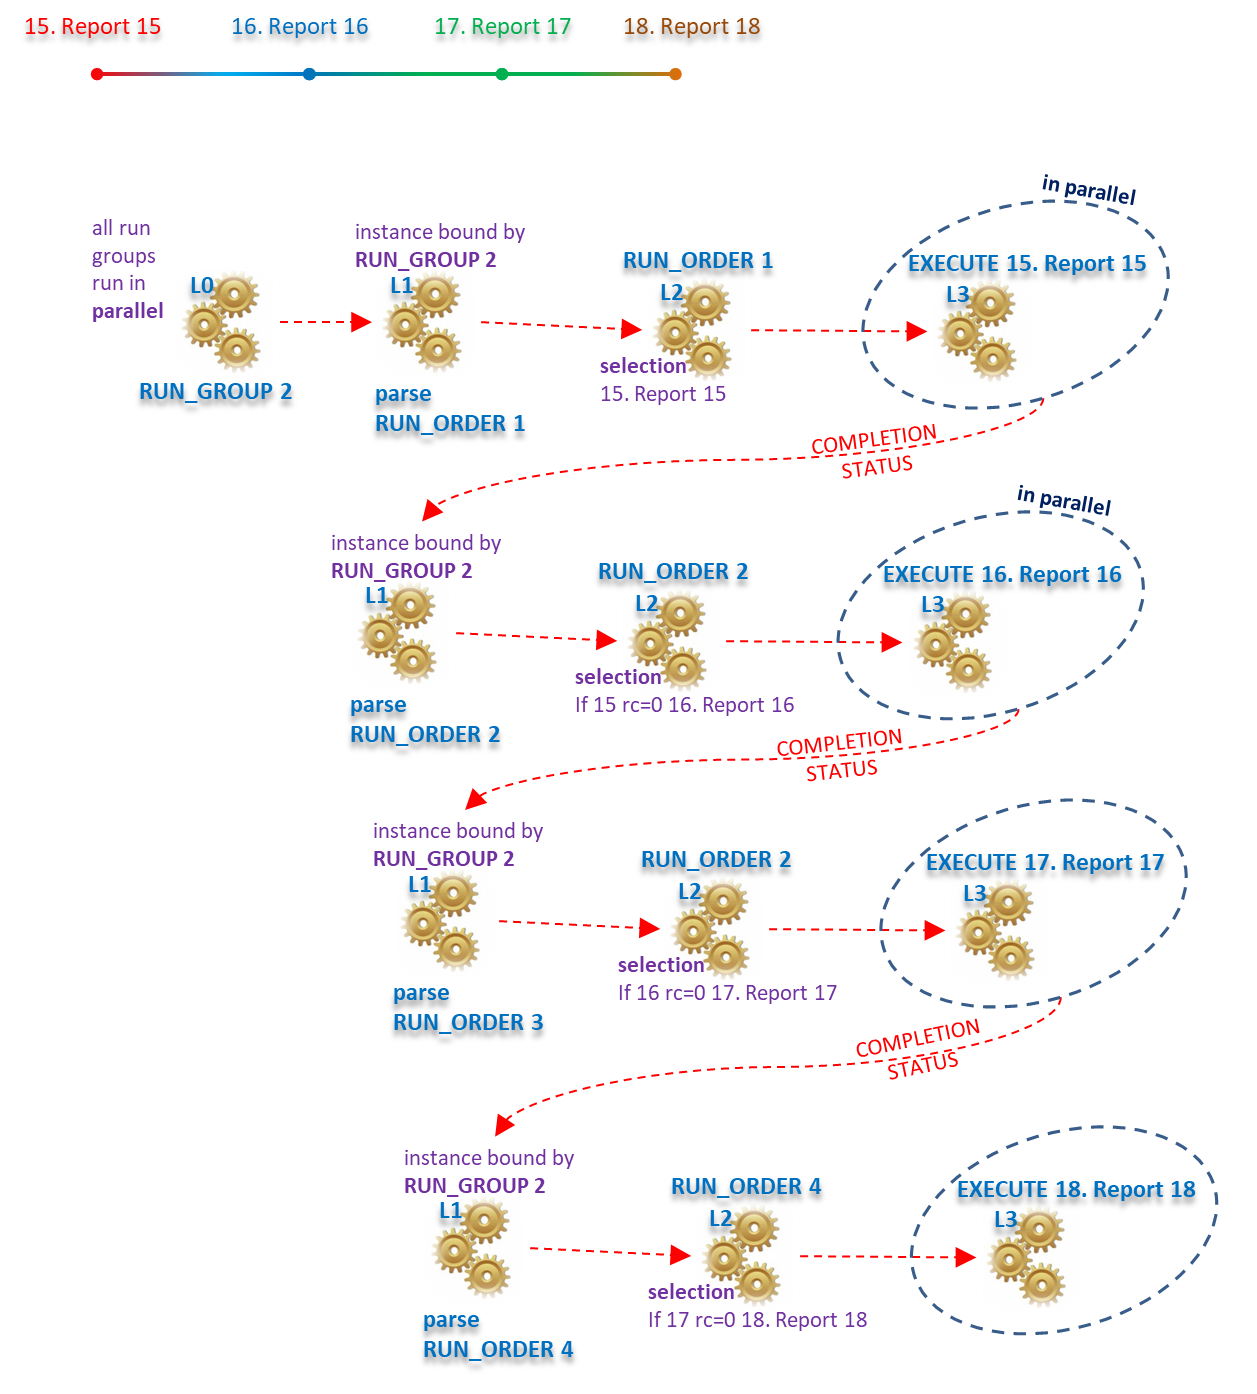 15. Report 15
16. Report 16
17. Report 17
18. Report 18
in parallel
all run
groups
run in
parallel
L0
RUN_GROUP 2
instance bound by
RUN_GROUP 2
L1
parse
RUN_ORDER 1
RUN_ORDER 1
L2
selection
15. Report 15
EXECUTE 15. Report 15
L3
COMPLETION
STATUS
in parallel
instance bound by
RUN_GROUP 2
L1
parse
RUN_ORDER 2
RUN_ORDER 2
L2
selection
If 15 rc=0 16. Report 16
EXECUTE 16. Report 16
L3
COMPLETION
STATUS
instance bound by
RUN_GROUP 2
L1
parse
RUN_ORDER 3
RUN_ORDER 2
L2
selection
If 16 rc=0 17. Report 17
EXECUTE 17. Report 17
L3
COMPLETION
STATUS
instance bound by
RUN_GROUP 2
L1
parse
RUN_ORDER 4
RUN_ORDER 4
L2
selection
If 17 rc=0 18. Report 18
EXECUTE 18. Report 18
L3